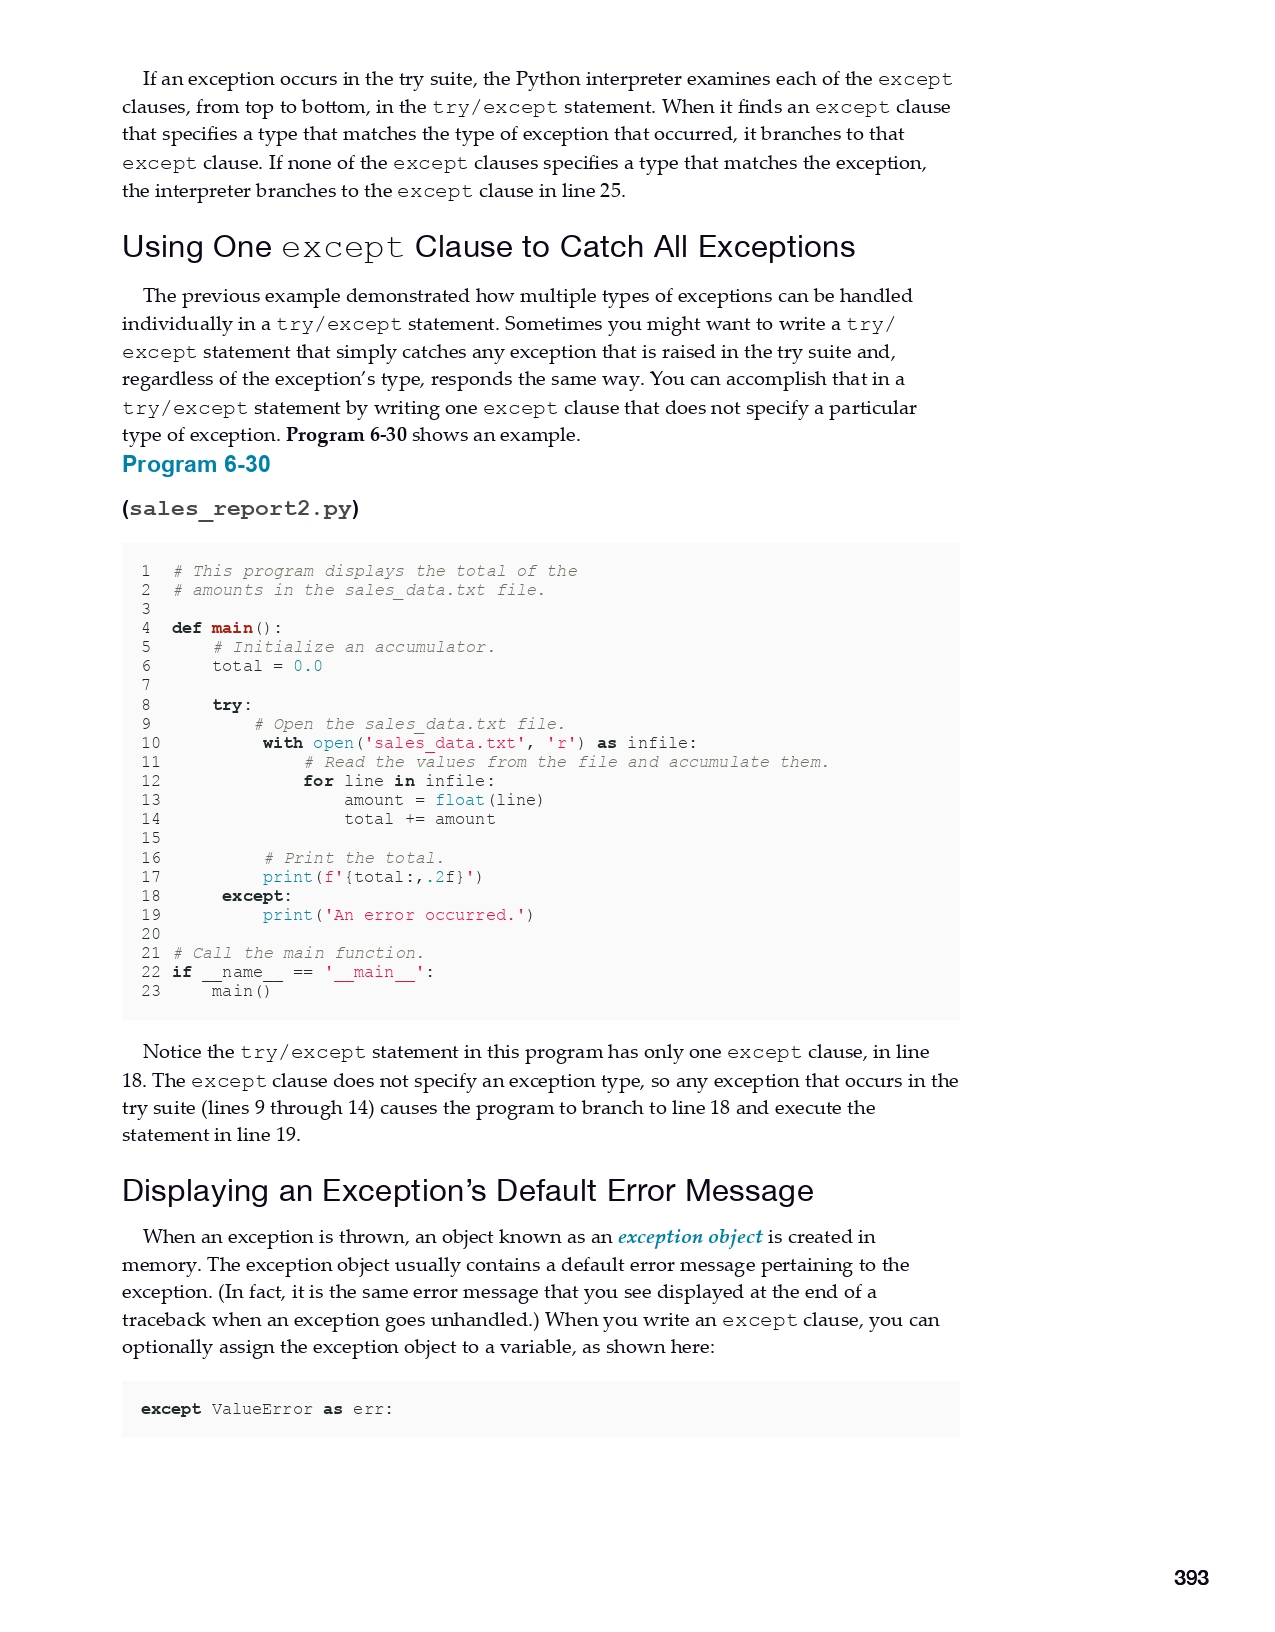 If an exception occurs in the try suite, the Python interpreter examines each of the except
clauses, from top to bottom, in the try/except statement. When it finds an except clause
that specifies a type that matches the type of exception that occurred, it branches to that
except clause. If none of the except clauses specifies a type that matches the exception,
the interpreter branches to the except clause in line 25.
Using One except Clause to Catch All Exceptions
The previous example demonstrated how multiple types of exceptions can be handled
individually in a try/except statement. Sometimes you might want to write a try/
except statement that simply catches any exception that is raised in the try suite and,
regardless of the exception’s type, responds the same way. You can accomplish that in a
try/except statement by writing one except clause that does not specify a particular
type of exception. Program 6-30 shows an example.
Program 6-30
(sales_report2.py)
1 # This program displays the total of the
2 # amounts in the sales_data.txt file.
3
4 def main():
5     # Initialize an accumulator.
6     total = 0.0
7
8     try:
9         # Open the sales_data.txt file.
10         with open('sales_data.txt', 'r') as infile:
11             # Read the values from the file and accumulate them.
12             for line in infile:
13                 amount = float(line)
14                 total += amount
15
16         # Print the total.
17         print(f'{total:,.2f}')
18     except:
19         print('An error occurred.')
20
21 # Call the main function.
22 if __name__ == '__main__':
23     main()
Notice the try/except statement in this program has only one except clause, in line
18. The except clause does not specify an exception type, so any exception that occurs in the
try suite (lines 9 through 14) causes the program to branch to line 18 and execute the
statement in line 19.
Displaying an Exception’s Default Error Message
When an exception is thrown, an object known as an exception object is created in
memory. The exception object usually contains a default error message pertaining to the
exception. (In fact, it is the same error message that you see displayed at the end of a
traceback when an exception goes unhandled.) When you write an except clause, you can
optionally assign the exception object to a variable, as shown here:
except ValueError as err:
393